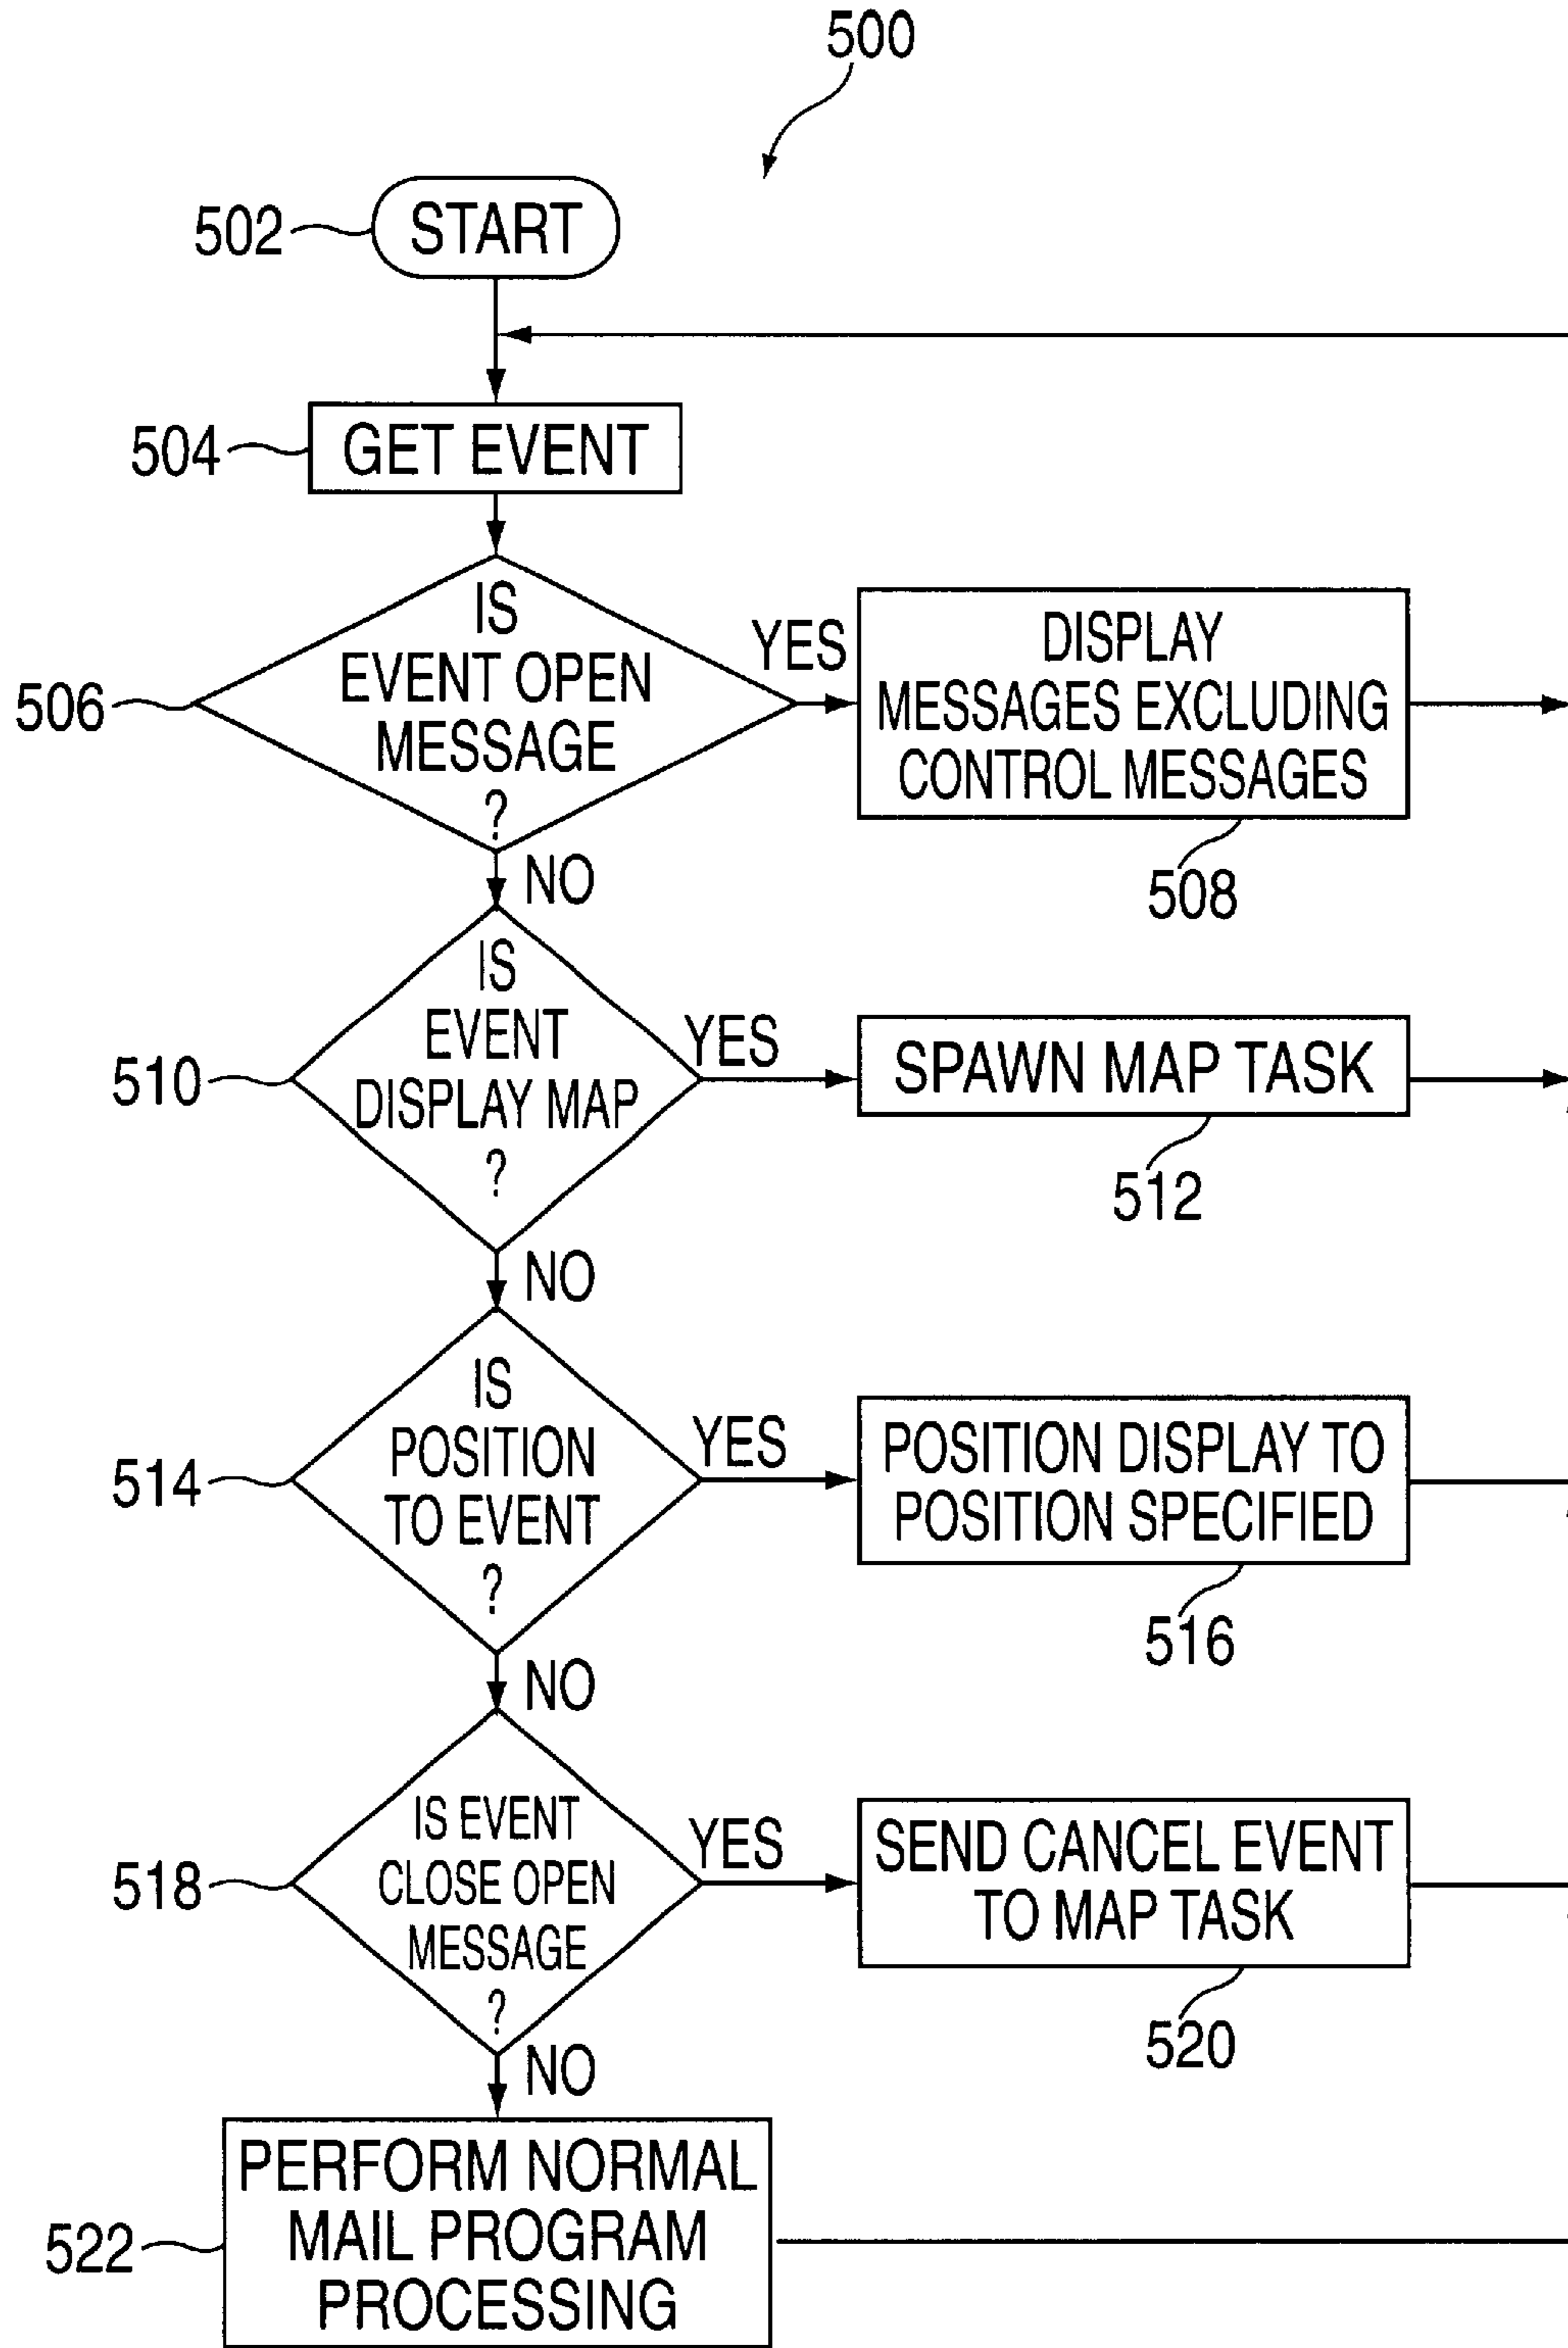 500
502
START
504
GET EVENT
506
IS
EVENT OPEN
MESSAGE
?
YES
DISPLAY
MESSAGES EXCLUDING
CONTROL MESSAGES
508
NO
510
IS
EVENT
DISPLAY MAP
?
YES
SPAWN MAP TASK
512
NO
514
IS
POSITION
TO EVENT
?
YES
POSITION DISPLAY TO
POSITION SPECIFIED
516
NO
518
IS EVENT
CLOSE OPEN
MESSAGE
?
YES
SEND CANCEL EVENT
TO MAP TASK
520
NO
522
PERFORM NORMAL
MAIL PROGRAM
PROCESSING